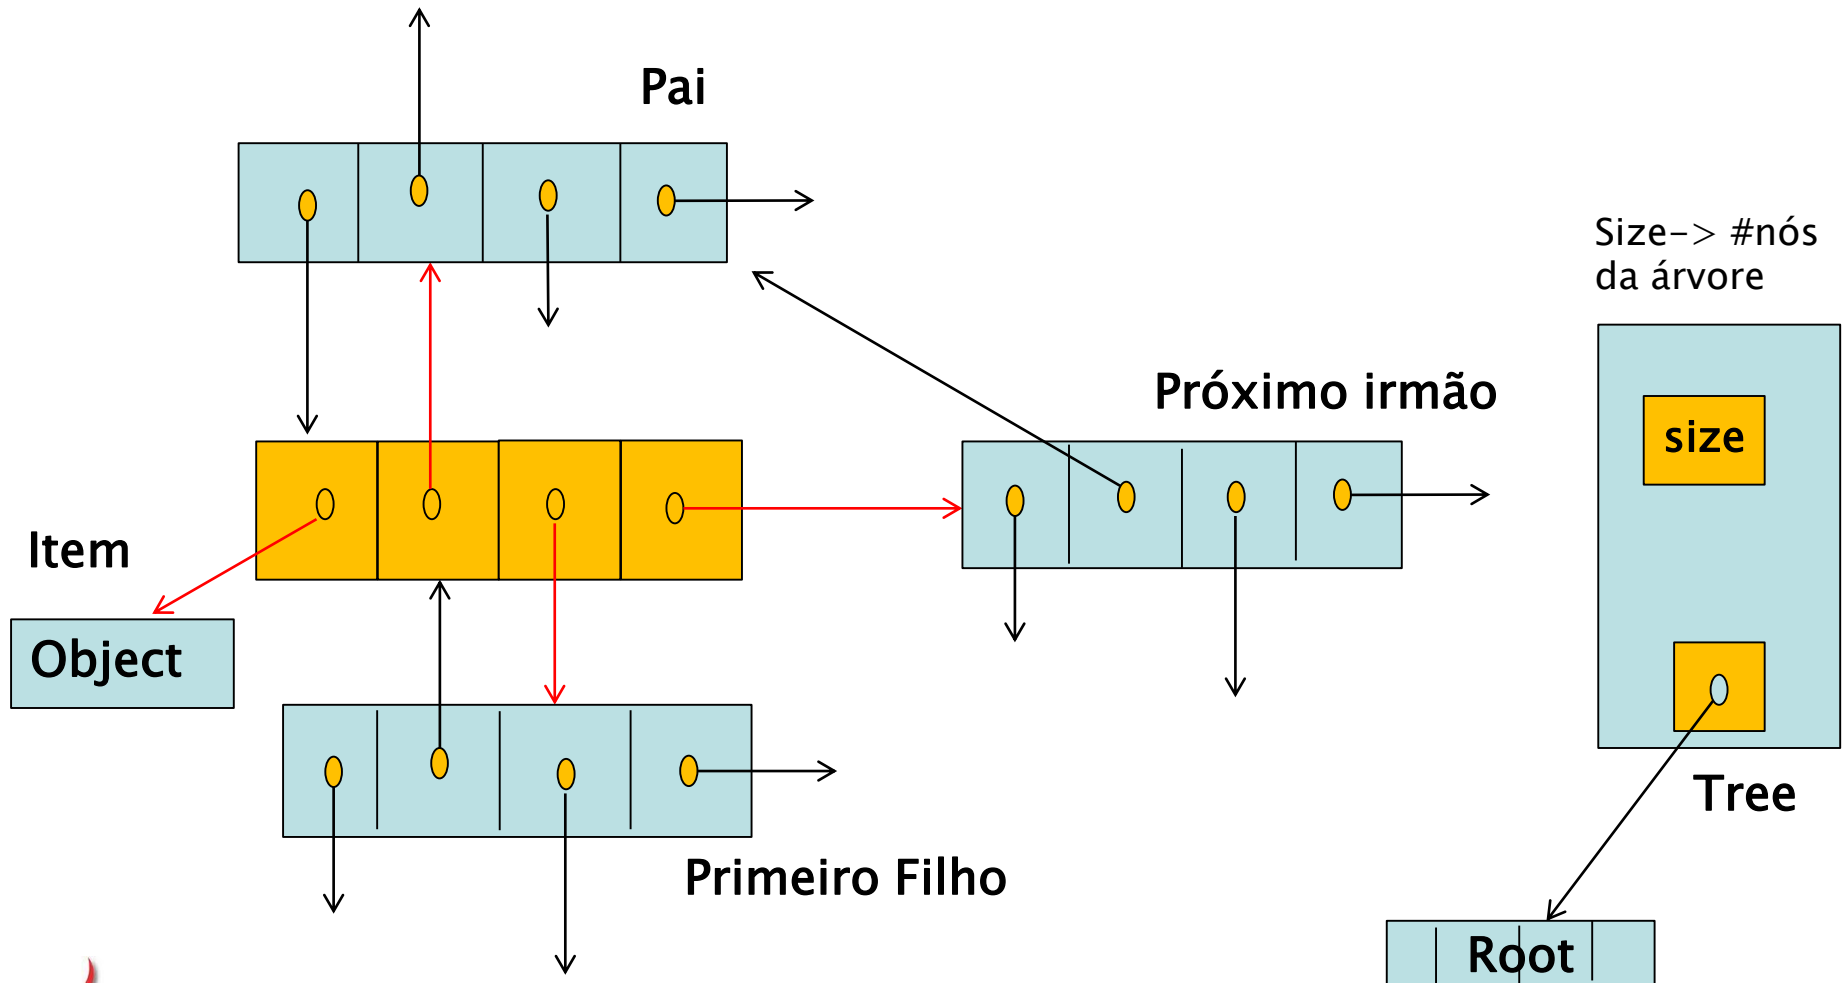 Pai
Size-> #nós
da árvore
Próximo irmão
size
Item
Object
Tree
Primeiro Filho
Root